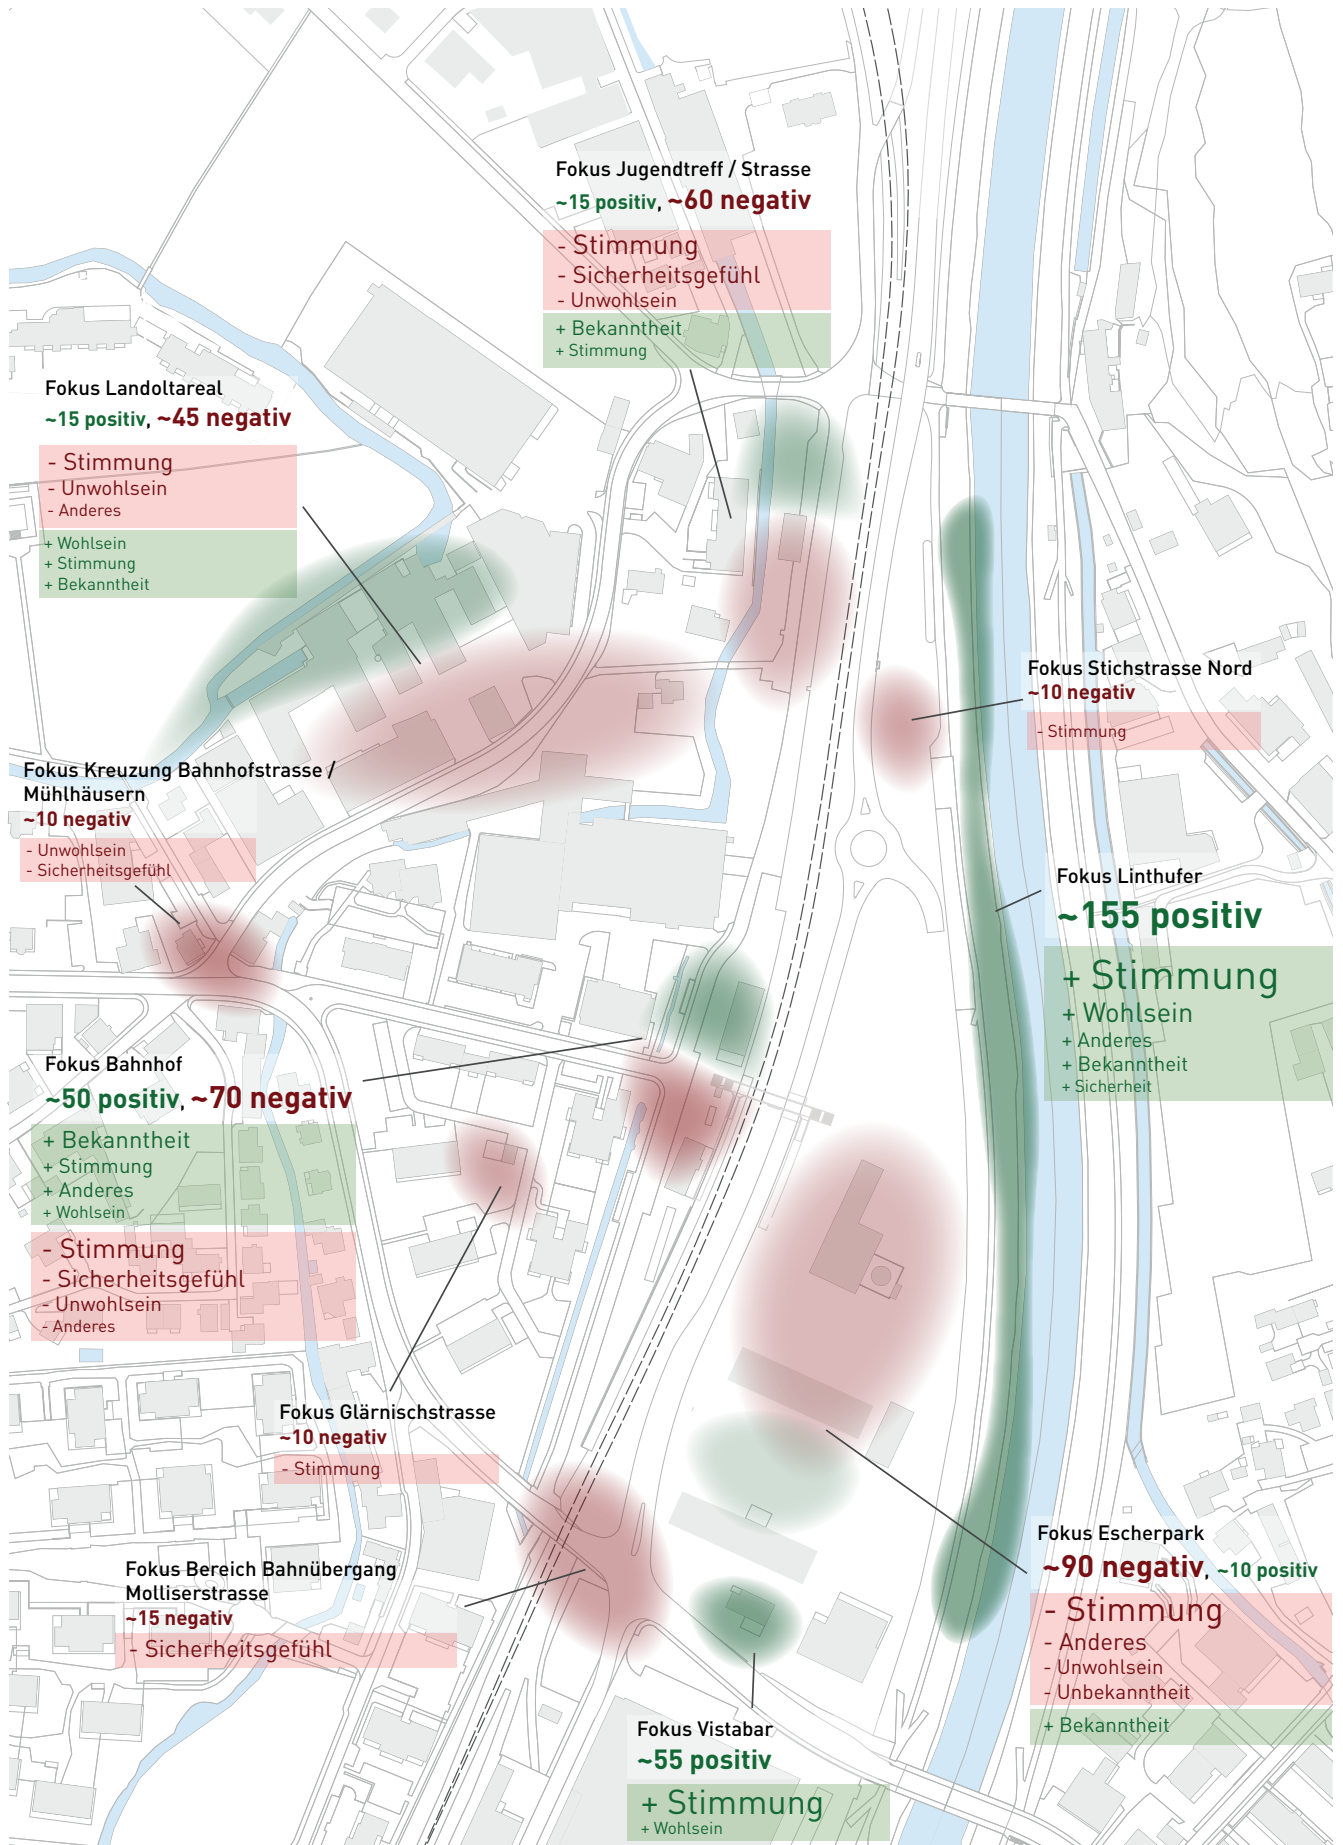 Fokus Jugendtreff / Strasse
~15 positiv, ~60 negativ
- Stimmung
- Sicherheitsgefühl
- Unwohlsein
+ Bekanntheit
+ Stimmung
Fokus Landoltareal
~15 positiv, ~45 negativ
- Stimmung
- Unwohlsein
- Anderes
+ Wohlsein
+ Stimmung
+ Bekanntheit
Fokus Stichstrasse Nord
~10 negativ
- Stimmung
Fokus Kreuzung Bahnhofstrasse /
Mühlhäusern
~10 negativ
- Unwohlsein
- Sicherheitsgefühl
Fokus Linthufer
~155 positiv
+ Stimmung
+ Wohlsein
+ Anderes
+ Bekanntheit
+ Sicherheit
Fokus Bahnhof
~50 positiv, ~70 negativ
+ Bekanntheit
+ Stimmung
+ Anderes
+ Wohlsein
- Stimmung
- Sicherheitsgefühl
- Unwohlsein
- Anderes
Fokus Glärnischstrasse
~10 negativ
- Stimmung
Fokus Bereich Bahnübergang
Molliserstrasse
~15 negativ
- Sicherheitsgefühl
Fokus Escherpark
~90 negativ, ~10 positiv
- Stimmung
- Anderes
- Unwohlsein
- Unbekanntheit
+ Bekanntheit
Fokus Vistabar
~55 positiv
+ Stimmung
+ Wohlsein